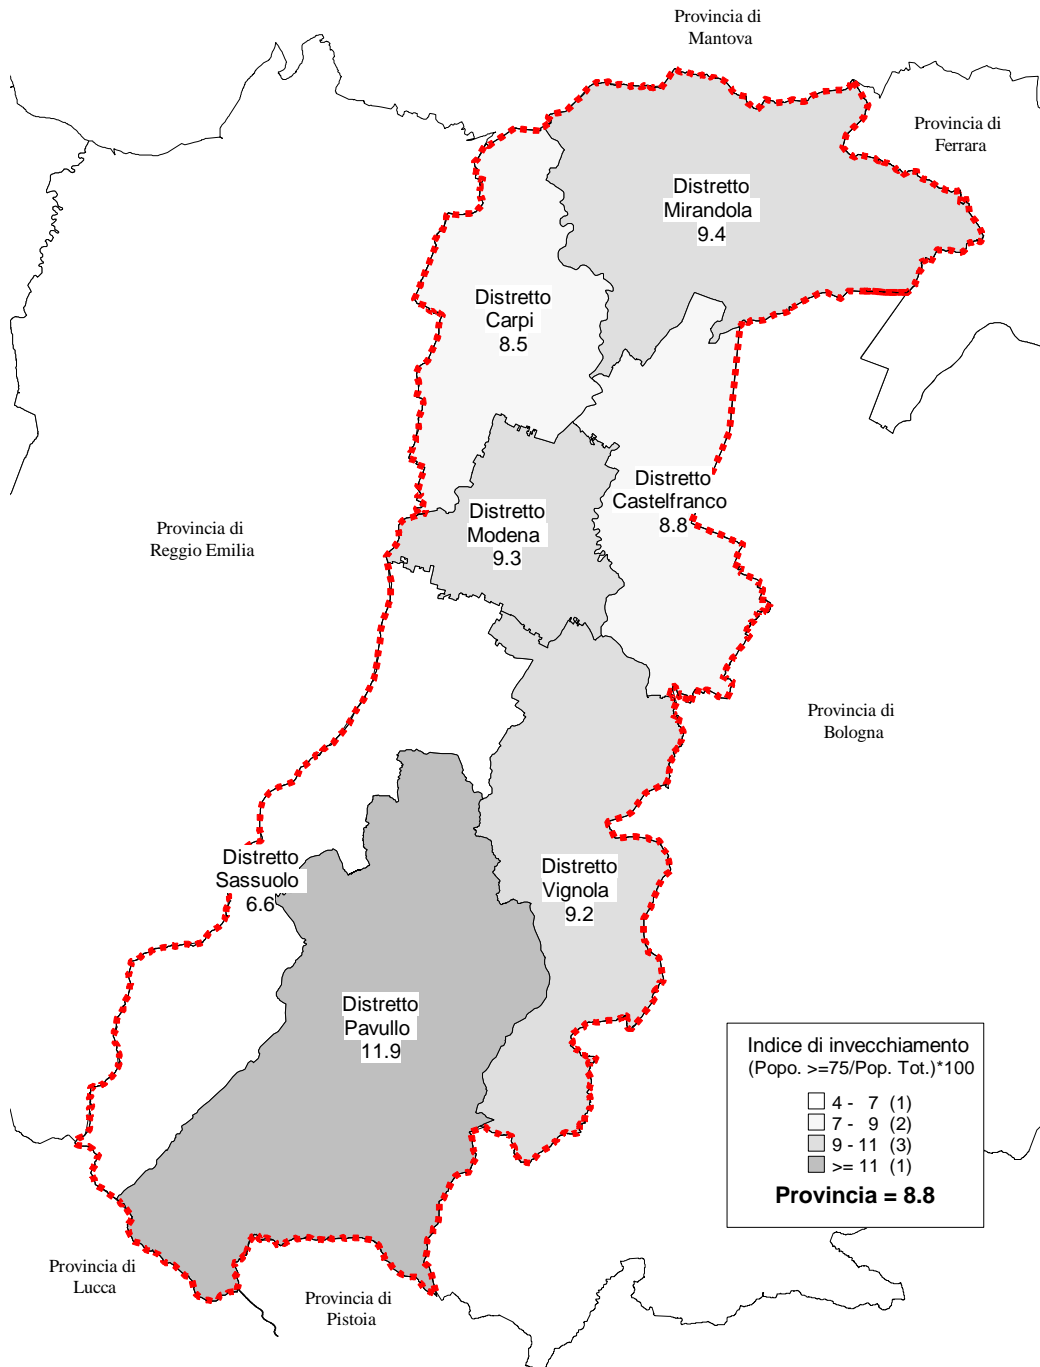 Provincia di
Mantova
Provincia di
Ferrara
Distretto
Mirandola
9.4
Distretto
Carpi
8.5
Distretto
Castelfranco
8.8
Distretto
Modena
9.3
Provincia di
Reggio Emilia
Provincia di
Bologna
Distretto
Sassuolo
6.6
Distretto
Vignola
9.2
Distretto
Pavullo
11.9
Indice di invecchiamento
(Popo. >=75/Pop. Tot.)*100
4 - 7 (1)
7 - 9 (2)
9 - 11 (3)
>= 11 (1)
Provincia = 8.8
Provincia di
Lucca
Provincia di
Pistoia